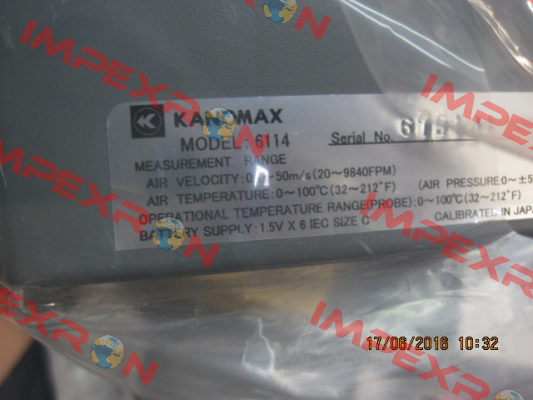 KANOMAX
MODEL: 6114 Serial No.
MEASUREMENT RANGE
AIR VELOCITY: 50m/s(20~9840FPM)
AIR TEMPERATURE: 0~100℃(32~212°F) (AIR PRESSURE: 0~±5
OPERATIONAL TEMPERATURE RANGE(PROBE): 0~100℃(32~212°F)
BATTERY SUPPLY: 1.5V X 6 IEC SIZE C CALIBRATED IN JAPA
IMPEXRON
IMPEXRON
IMPEXRON
IMPEXRON
17/06/2016 10:32